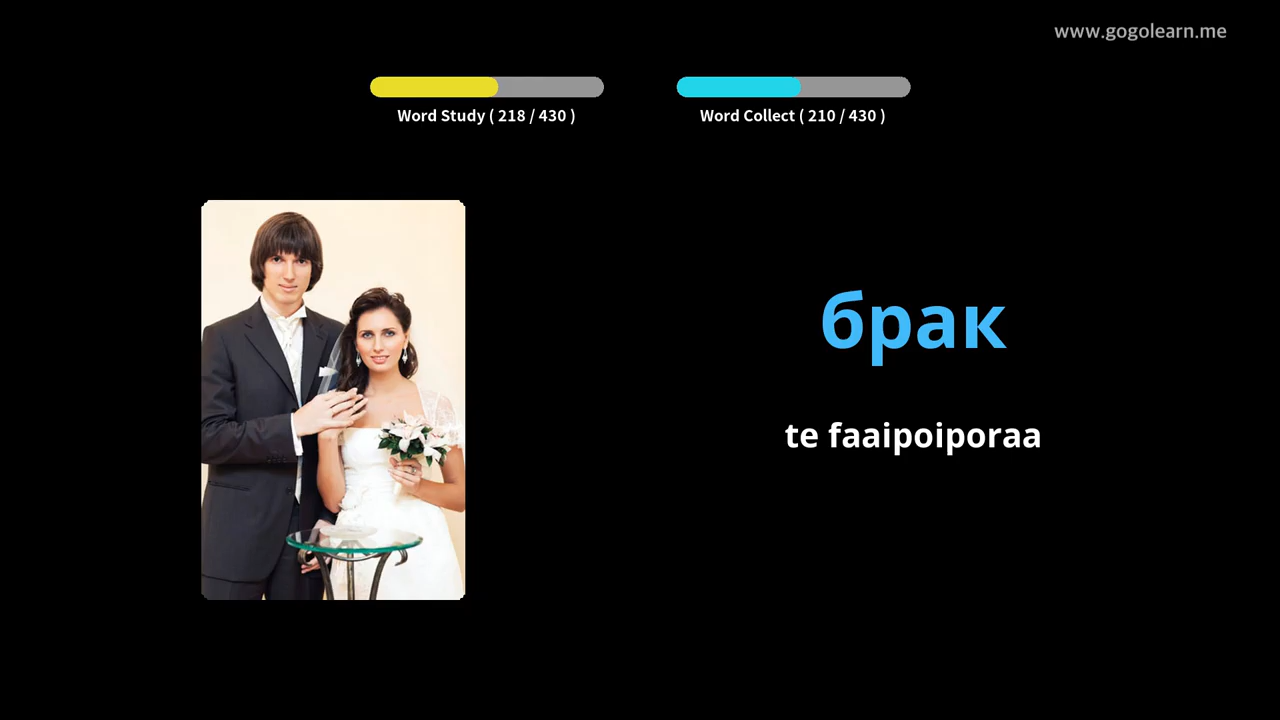 www.gogolearn.me
Word Study ( 218 / 430 )
Word Collect ( 210 / 430 )
брак
te faaipoiporaa